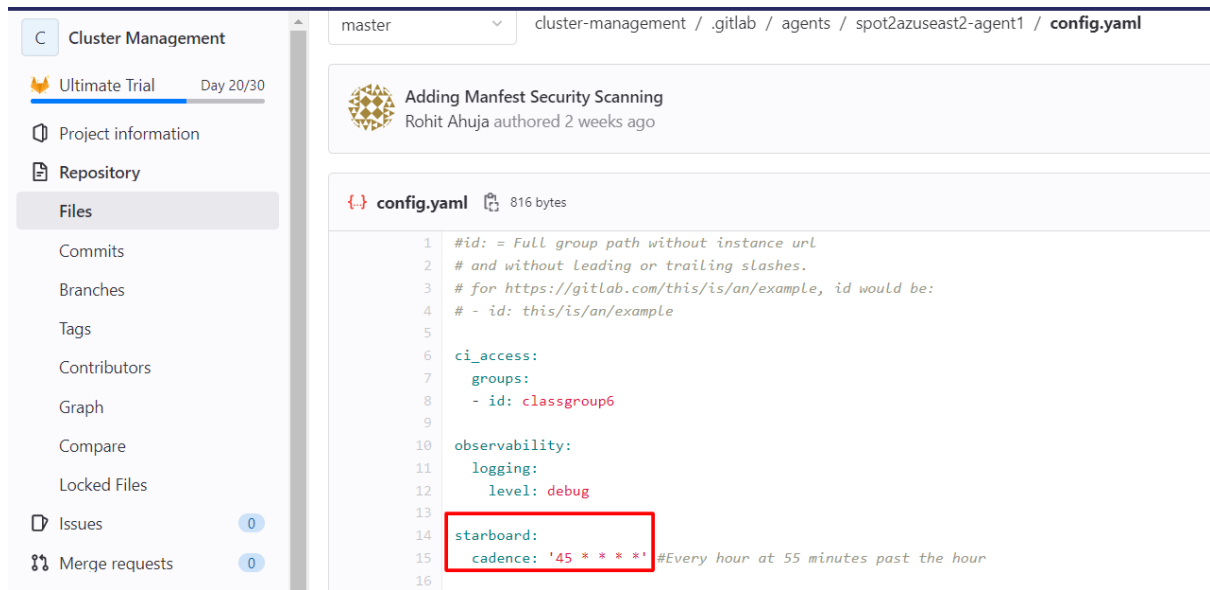 C Cluster Management
Ultimate Trial Day 20/30
Project information
Repository
Files
Commits
Branches
Tags
Contributors
Graph
Compare
Locked Files
Issues 0
Merge requests 0
master cluster-management / .gitlab / agents / spot2azuseast2-agent1 / config.yaml
Adding Manfest Security Scanning
Rohit Ahuja authored 2 weeks ago
{..} config.yaml 816 bytes
1 #id: = Full group path without instance url
2 # and without leading or trailing slashes.
3 # for https://gitlab.com/this/is/an/example, id would be:
4 # - id: this/is/an/example
5
6 ci_access:
7   groups:
8   - id: classgroup6
9
10 observability:
11   logging:
12     level: debug
13
14 starboard:
15   cadence: '45 * * * *' #Every hour at 55 minutes past the hour
16